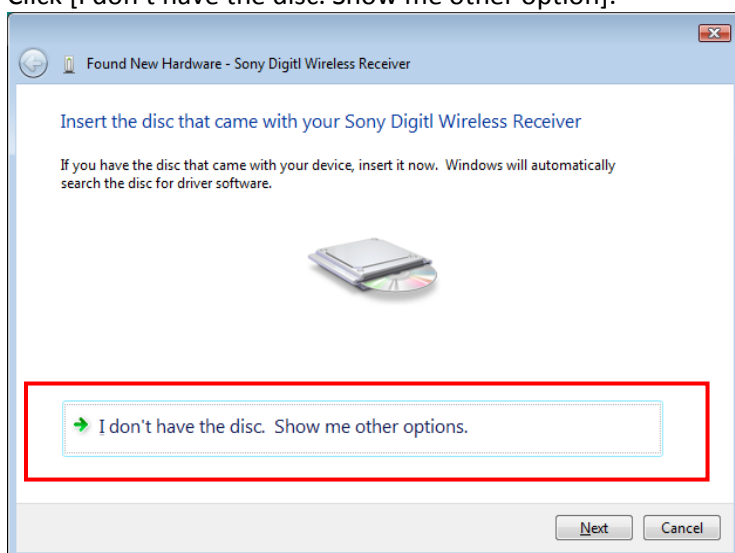 Click [I don't have the disc. Show me other option].
Found New Hardware - Sony Digitl Wireless Receiver
Insert the disc that came with your Sony Digitl Wireless Receiver
If you have the disc that came with your device, insert it now.  Windows will automatically
search the disc for driver software.
I don't have the disc.  Show me other options.
Next Cancel